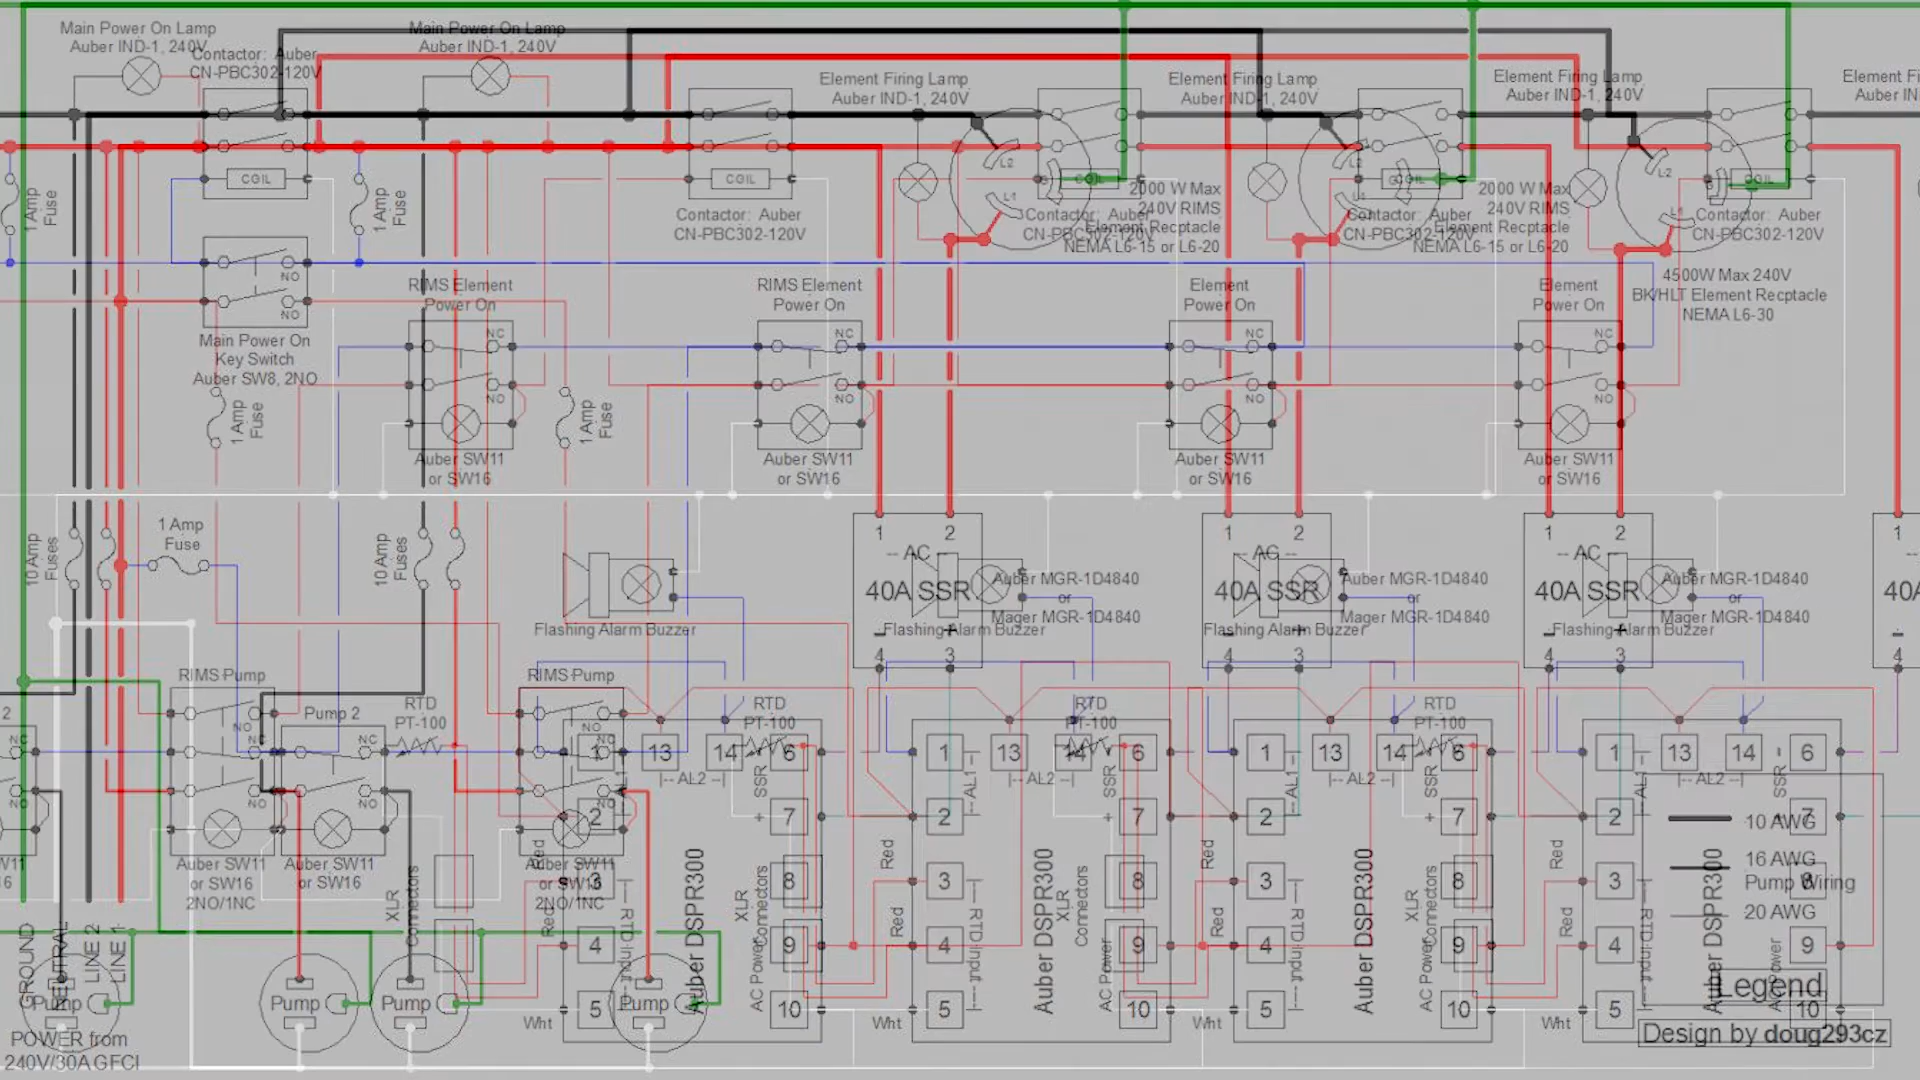 Main Power On Lamp
Auber IND-1, 240V
Contactor: Auber
CN-PBC302-120V
Main Power On Lamp
Auber IND-1, 240V
Element Firing Lamp
Auber IND-1, 240V
Element Firing Lamp
Auber IND-1, 240V
Element Firing Lamp
Auber IND-1, 240V
COIL
1 Amp
Fuse
1 Amp
Fuse
COIL
Contactor: Auber
CN-PBC302-120V
L2
L1
2000 W Max
240V RIMS
Element Recptacle
NEMA L6-15 or L6-20
Contactor: Auber
CN-PBC302-120V
L2
L1
2000 W Max
240V RIMS
Element Recptacle
NEMA L6-15 or L6-20
Contactor: Auber
CN-PBC302-120V
L2
L1
Contactor: Auber
CN-PBC302-120V
4500W Max 240V
BK/HLT Element Recptacle
NEMA L6-30
NO
NO
Main Power On
Key Switch
Auber SW8, 2NO
RIMS Element
Power On
NC
NO
Auber SW11
or SW16
RIMS Element
Power On
NC
NO
Auber SW11
or SW16
Element
Power On
NC
NO
Auber SW11
or SW16
Element
Power On
NC
NO
Auber SW11
or SW16
1 Amp
Fuse
1 Amp
Fuse
10 Amp
Fuses
1 Amp
Fuse
10 Amp
Fuses
Flashing Alarm Buzzer
1 2
-- AC --
40A SSR
4 3
Auber MGR-1D4840
or
Mager MGR-1D4840
Flashing Alarm Buzzer
1 2
-- AC --
40A SSR
4 3
Auber MGR-1D4840
or
Mager MGR-1D4840
Flashing Alarm Buzzer
1 2
-- AC --
40A SSR
4 3
Auber MGR-1D4840
or
Mager MGR-1D4840
Flashing Alarm Buzzer
1
4
RIMS Pump
Pump 2
RTD
PT-100
RIMS Pump
RTD
PT-100
RTD
PT-100
RTD
PT-100
Auber SW11
or SW16
2NO/1NC
Auber SW11
or SW16
Auber SW11
or SW16
2NO/1NC
XLR
Connectors
1 13 14 6
|-- AL2 --|
SSR
2 + 7
3 8
4 9
5 10
Red
Red
Wht
Auber DSPR300
XLR
Connectors
AC Power
1 13 14 6
-- AL1 --
|-- AL2 --|
SSR
2 + 7
3 8
4 9
5 10
RTD Input
Red
Red
Wht
Auber DSPR300
XLR
Connectors
AC Power
1 13 14 6
-- AL1 --
|-- AL2 --|
SSR
2 + 7
3 8
4 9
5 10
RTD Input
Red
Red
Wht
Auber DSPR300
XLR
Connectors
AC Power
1 13 14 6
|-- AL2 --|
SSR
2 7
3 8
4 9
5 10
RTD Input
Red
Red
Wht
Auber DSPR300
10 AWG
16 AWG
Pump Wiring
20 AWG
Legend
Design by doug293cz
GROUND
NEUTRAL
LINE 2
LINE 1
Pump
Pump
Pump
Pump
POWER from
240V/30A GFCI